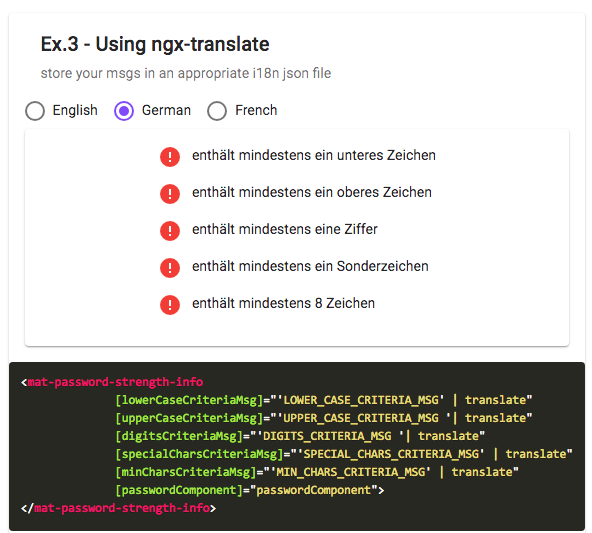 Ex.3 - Using ngx-translate
store your msgs in an appropriate i18n json file
English German French
enthält mindestens ein unteres Zeichen
enthält mindestens ein oberes Zeichen
enthält mindestens eine Ziffer
enthält mindestens ein Sonderzeichen
enthält mindestens 8 Zeichen
<mat-password-strength-info
[lowerCaseCriteriaMsg]="'LOWER_CASE_CRITERIA_MSG' | translate"
[upperCaseCriteriaMsg]="'UPPER_CASE_CRITERIA_MSG '| translate"
[digitsCriteriaMsg]="'DIGITS_CRITERIA_MSG '| translate"
[specialCharsCriteriaMsg]="'SPECIAL_CHARS_CRITERIA_MSG' | translate"
[minCharsCriteriaMsg]="'MIN_CHARS_CRITERIA_MSG' | translate"
[passwordComponent]="passwordComponent">
</mat-password-strength-info>